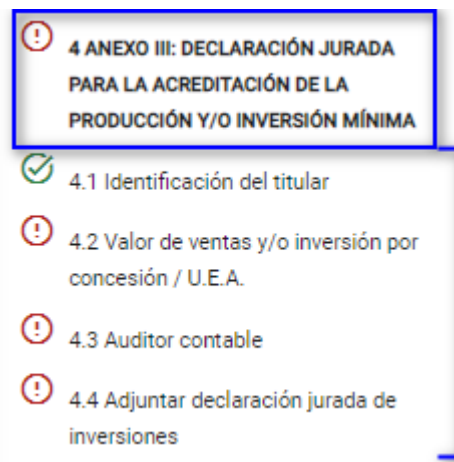 4 ANEXO III: DECLARACIÓN JURADA
PARA LA ACREDITACIÓN DE LA
PRODUCCIÓN Y/O INVERSIÓN MÍNIMA
4.1 Identificación del titular
4.2 Valor de ventas y/o inversión por
concesión / U.E.A.
4.3 Auditor contable
4.4 Adjuntar declaración jurada de
inversiones